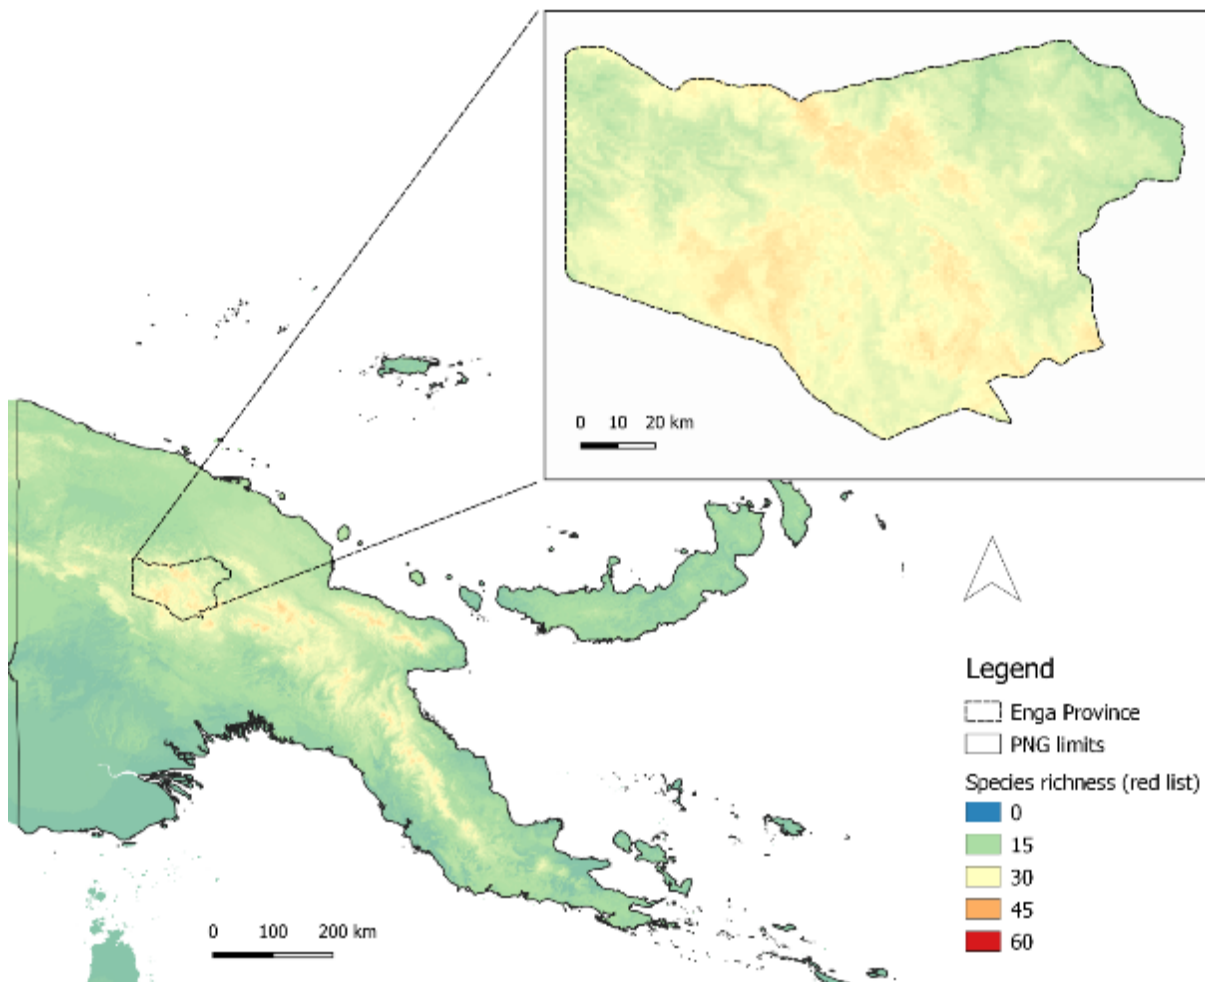 0 10 20 km
Legend
Enga Province
PNG limits
Species richness (red list)
0
15
30
45
60
0 100 200 km